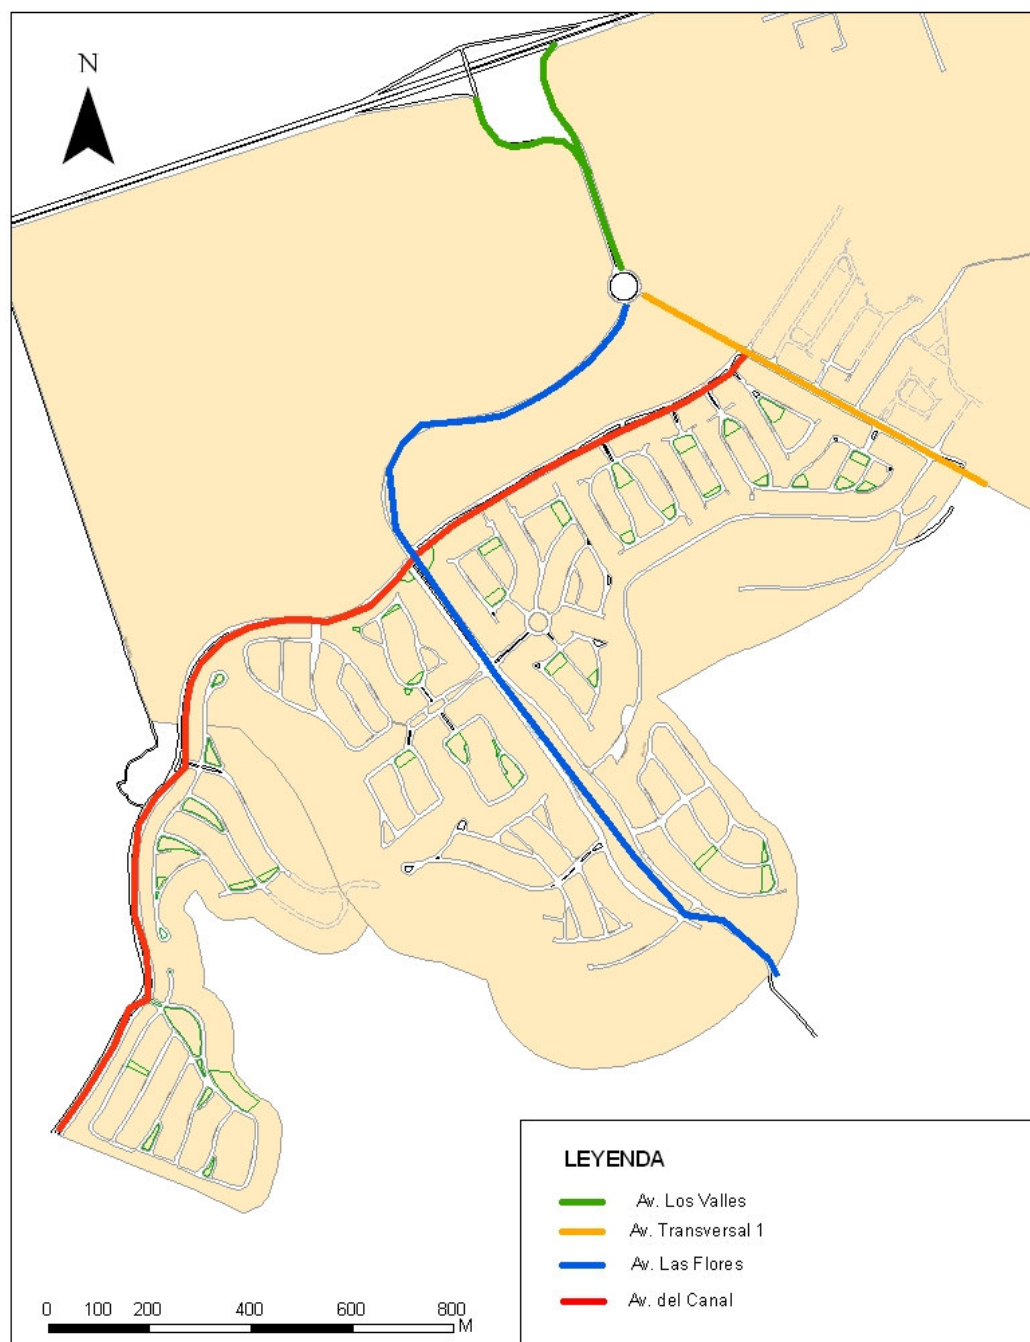 N
LEYENDA
Av. Los Valles
Av. Transversal 1
Av. Las Flores
Av. del Canal
0 100 200 400 600 800
M